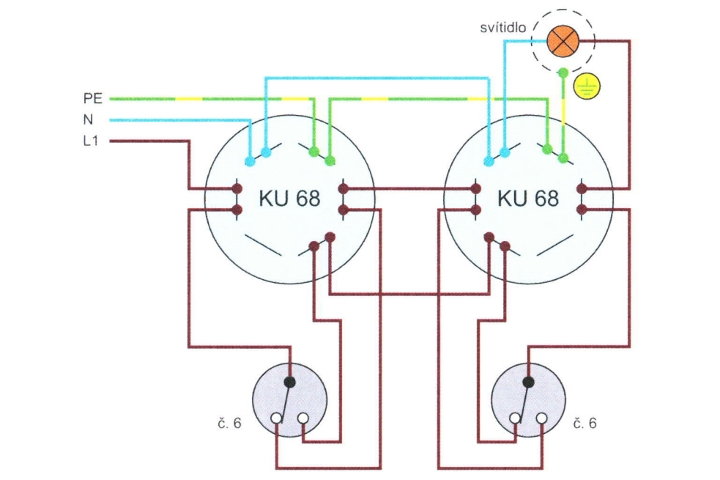 svítidlo
PE
N
L1
KU 68
KU 68
č. 6
č. 6